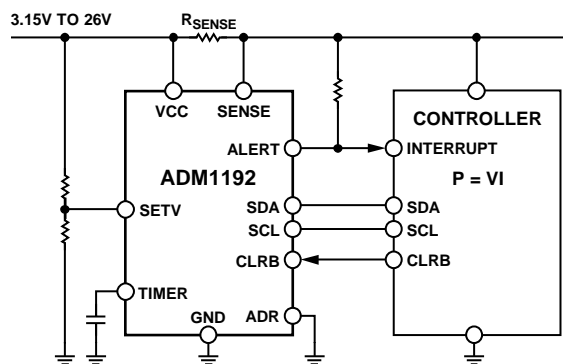 3.15V TO 26V
RSENSE
VCC
SENSE
CONTROLLER
ALERT
INTERRUPT
ADM1192
P = VI
SETV
SDA
SDA
SCL
SCL
CLRB
CLRB
TIMER
GND
ADR